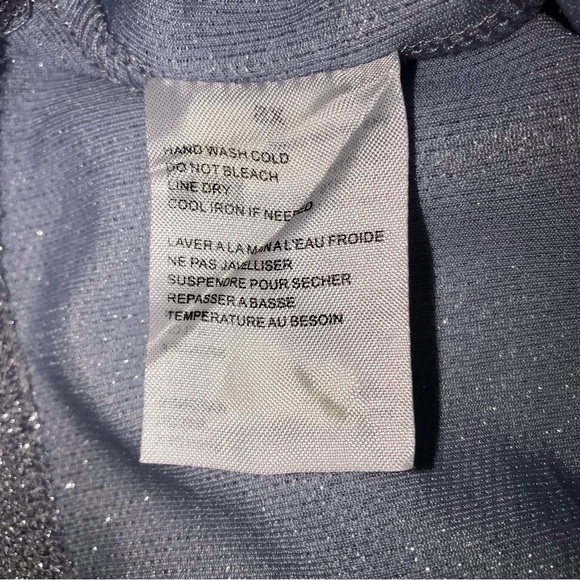 HAND WASH COLD
DO NOT BLEACH
LINE DRY
COOL IRON IF NEEDED
LAVER A LA MAIN A L'EAU FROIDE
NE PAS JAVELLISER
SUSPENDRE POUR SECHER
REPASSER A BASSE
TEMPERATURE AU BESOIN